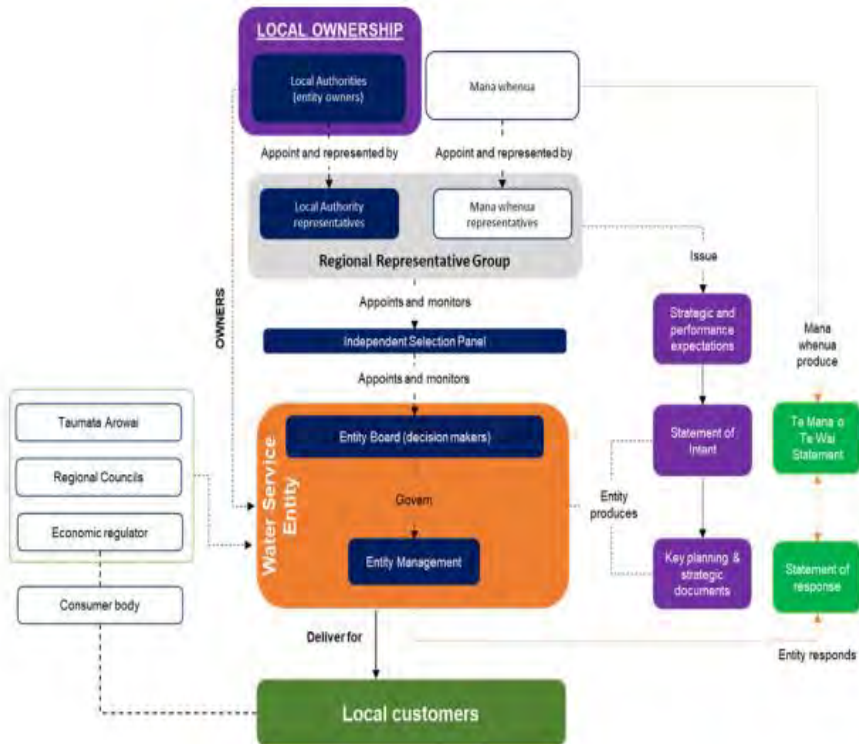 LOCAL OWNERSHIP
Local Authorities
(entity owners)
Mana whenua
Appoint and represented by
Appoint and represented by
Local Authority
representatives
Mana whenua
representatives
Regional Representative Group
Issue
Appoints and monitors
OWNERS
Strategic and
performance
expectations
Mana
whenua
produce
Independent Selection Panel
Appoints and monitors
Taumata Arowai
Regional Councils
Economic regulator
Consumer body
Water Service
Entity
Entity Board (decision makers)
Govern
Entity Management
Entity
produces
Statement of
Intent
Te Mana o
Te Wai
Statement
Key planning &
strategic
documents
Statement of
response
Deliver for
Entity responds
Local customers